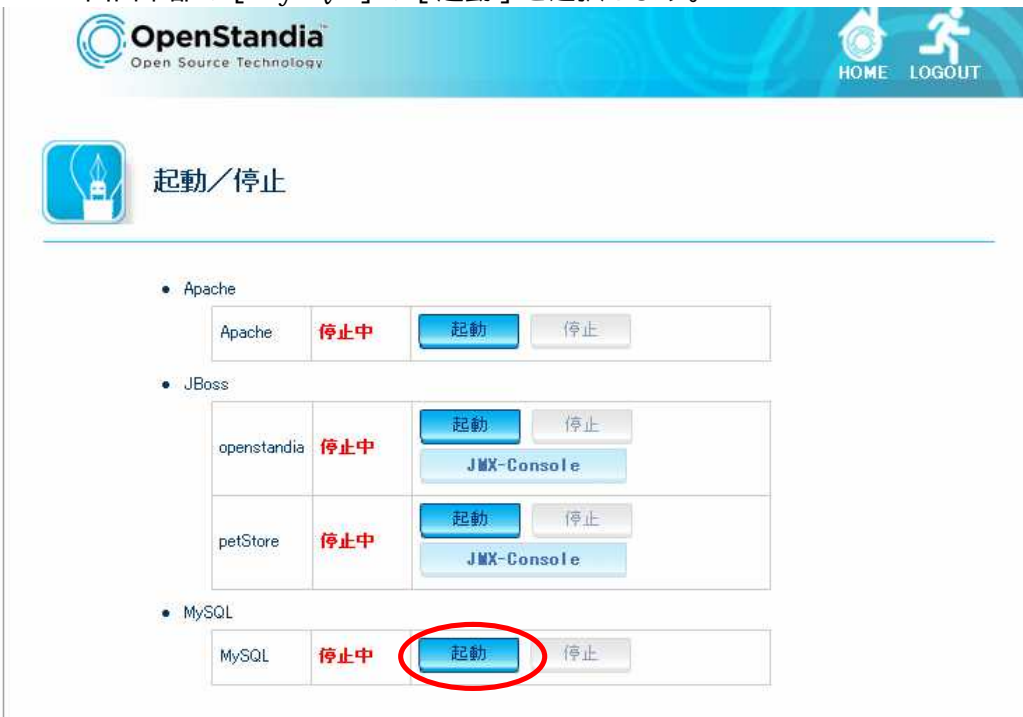 OpenStandia
Open Source Technology
HOME LOGOUT
起動／停止
• Apache
Apache 停止中 起動 停止
• JBoss
openstandia 停止中 起動 停止
JMX-Console
petStore 停止中 起動 停止
JMX-Console
• MySQL
MySQL 停止中 起動 停止